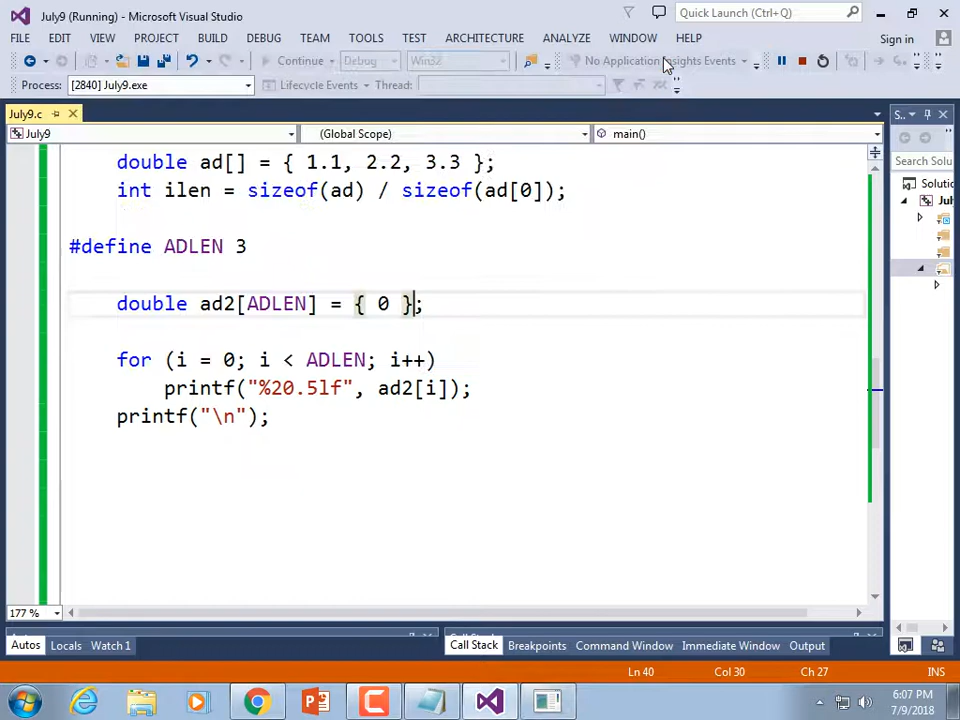 July9 (Running) - Microsoft Visual Studio
Quick Launch (Ctrl+Q)
FILE EDIT VIEW PROJECT BUILD DEBUG TEAM TOOLS TEST ARCHITECTURE ANALYZE WINDOW HELP
Sign in
Continue Debug Win32 No Application Insights Events
Process: [2840] July9.exe Lifecycle Events Thread:
July9.c
S..
July9 (Global Scope) main()
Search Solu
Solutio
Jul
double ad[] = { 1.1, 2.2, 3.3 };
int ilen = sizeof(ad) / sizeof(ad[0]);
#define ADLEN 3
double ad2[ADLEN] = { 0 };
for (i = 0; i < ADLEN; i++)
printf("%20.5lf", ad2[i]);
printf("\n");
177 %
Autos Locals Watch 1 Call Stack Breakpoints Command Window Immediate Window Output
Ln 40 Col 30 Ch 27 INS
6:07 PM
7/9/2018